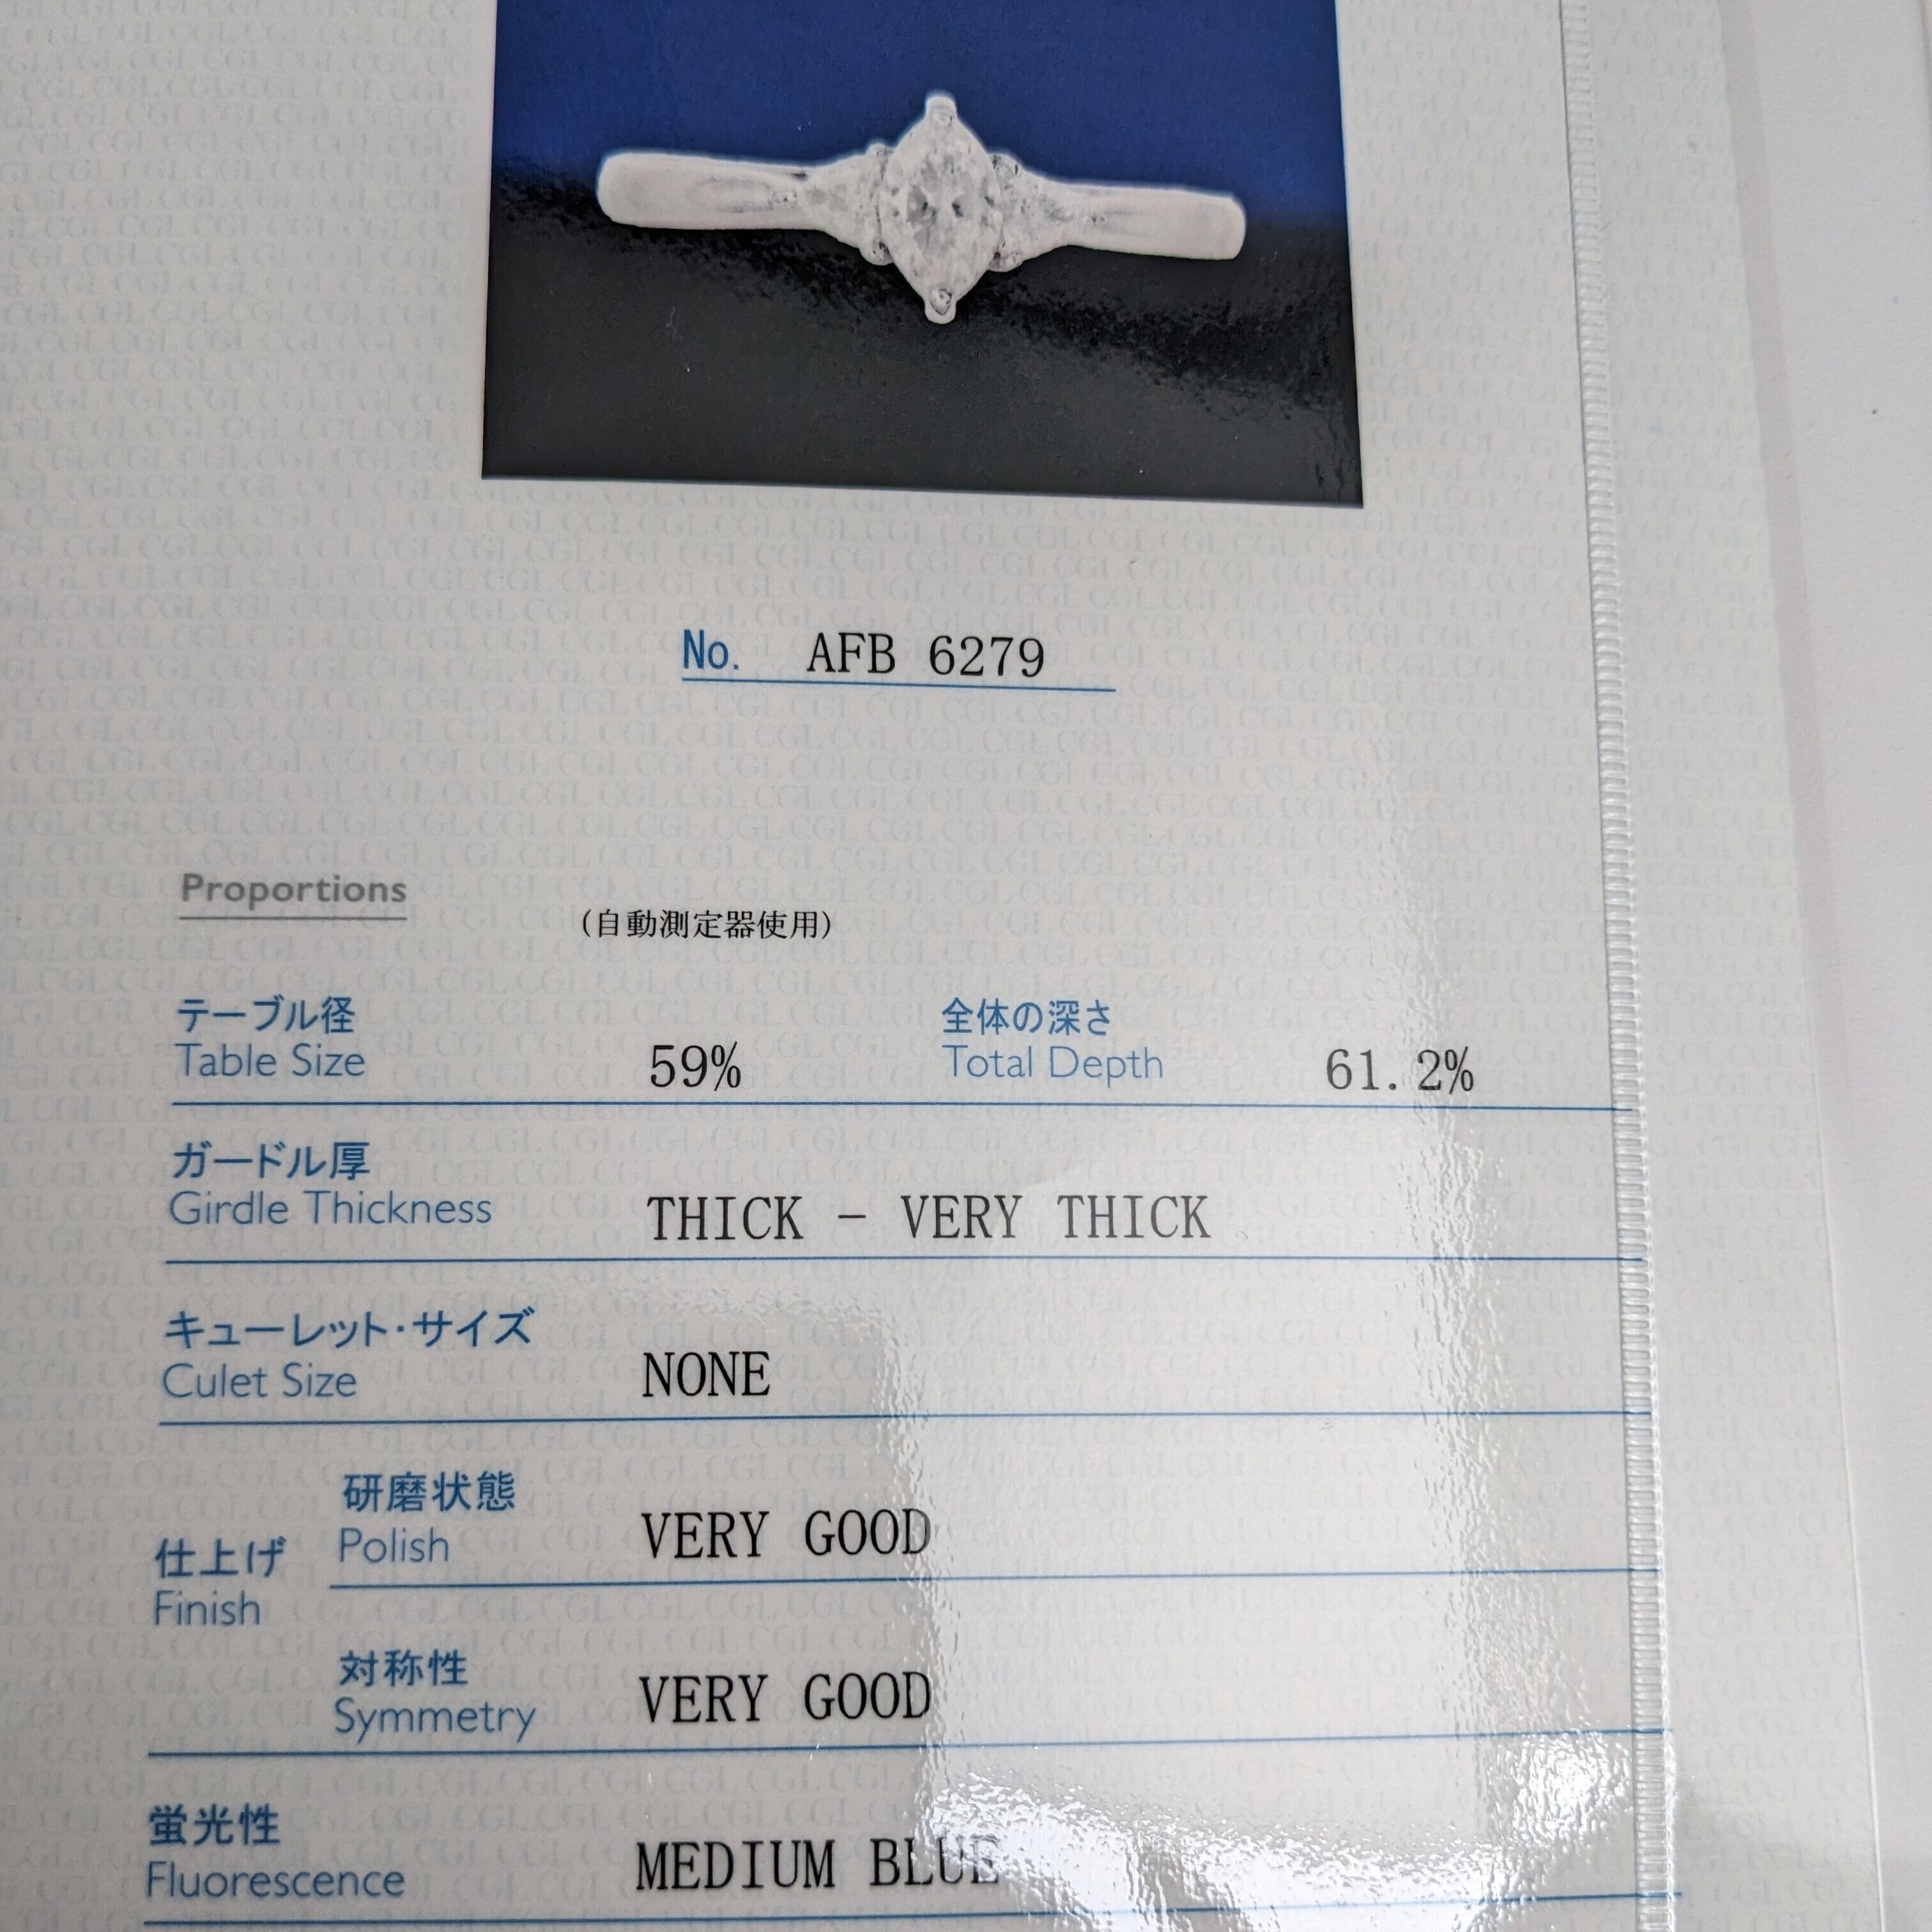 No. AFB 6279
Proportions
(自動測定器使用)
テーブル径 全体の深さ
Table Size 59% Total Depth 61.2%
ガードル厚
Girdle Thickness THICK - VERY THICK
キューレット・サイズ
Culet Size NONE
研磨状態
Polish VERY GOOD
仕上げ
Finish
対称性
Symmetry VERY GOOD
蛍光性
Fluorescence MEDIUM BLUE